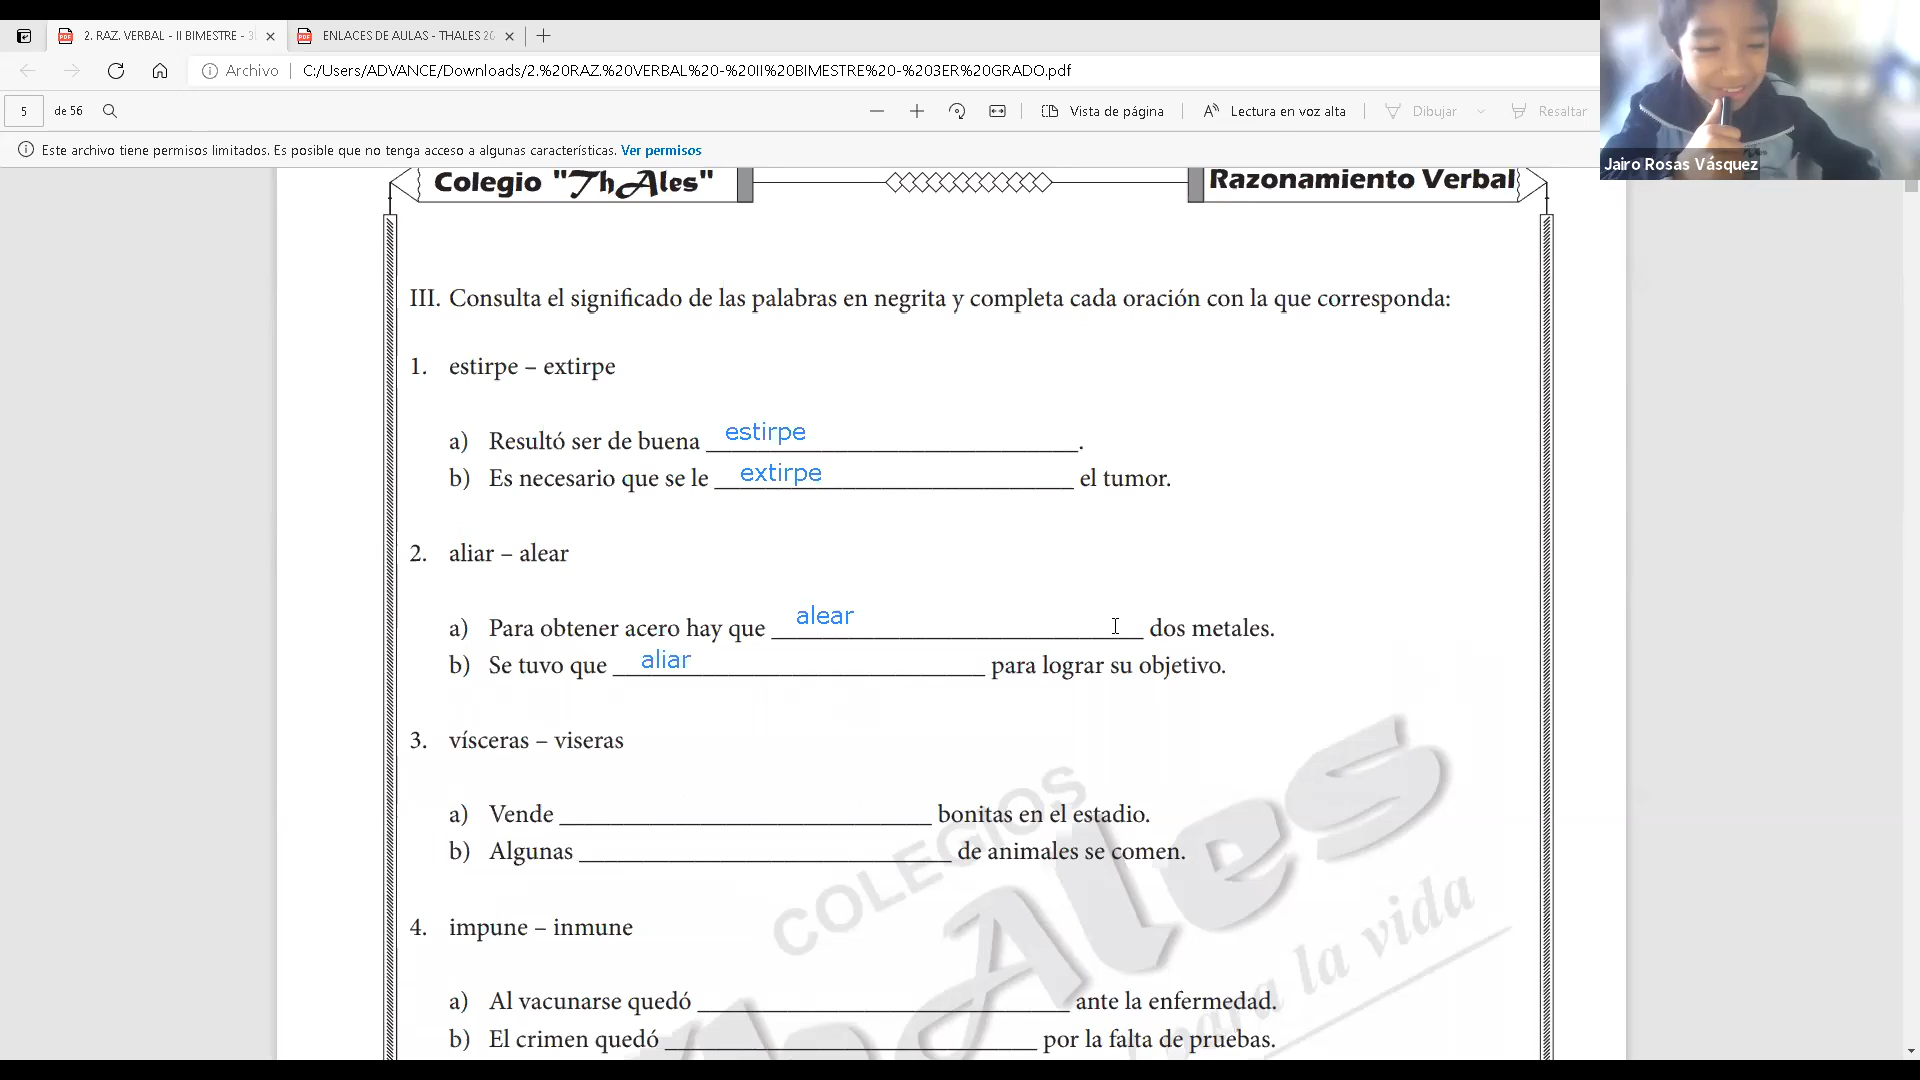 2. RAZ. VERBAL - II BIMESTRE - 3
ENLACES DE AULAS - THALES 20
Archivo
C:/Users/ADVANCE/Downloads/2.%20RAZ.%20VERBAL%20-%20II%20BIMESTRE%20-%203ER%20GRADO.pdf
5 de 56
Vista de página
Lectura en voz alta
Dibujar
Resaltar
Este archivo tiene permisos limitados. Es posible que no tenga acceso a algunas características. Ver permisos
Jairo Rosas Vásquez
Colegio "ThAles"
Razonamiento Verbal
III. Consulta el significado de las palabras en negrita y completa cada oración con la que corresponda:
1. estirpe – extirpe
a) Resultó ser de buena estirpe.
b) Es necesario que se le extirpe el tumor.
2. aliar – alear
a) Para obtener acero hay que alear dos metales.
b) Se tuvo que aliar para lograr su objetivo.
3. vísceras – viseras
a) Vende ______ bonitas en el estadio.
b) Algunas ______ de animales se comen.
4. impune – inmune
a) Al vacunarse quedó ______ ante la enfermedad.
b) El crimen quedó ______ por la falta de pruebas.
COLEGIOS
ThAles
para la vida